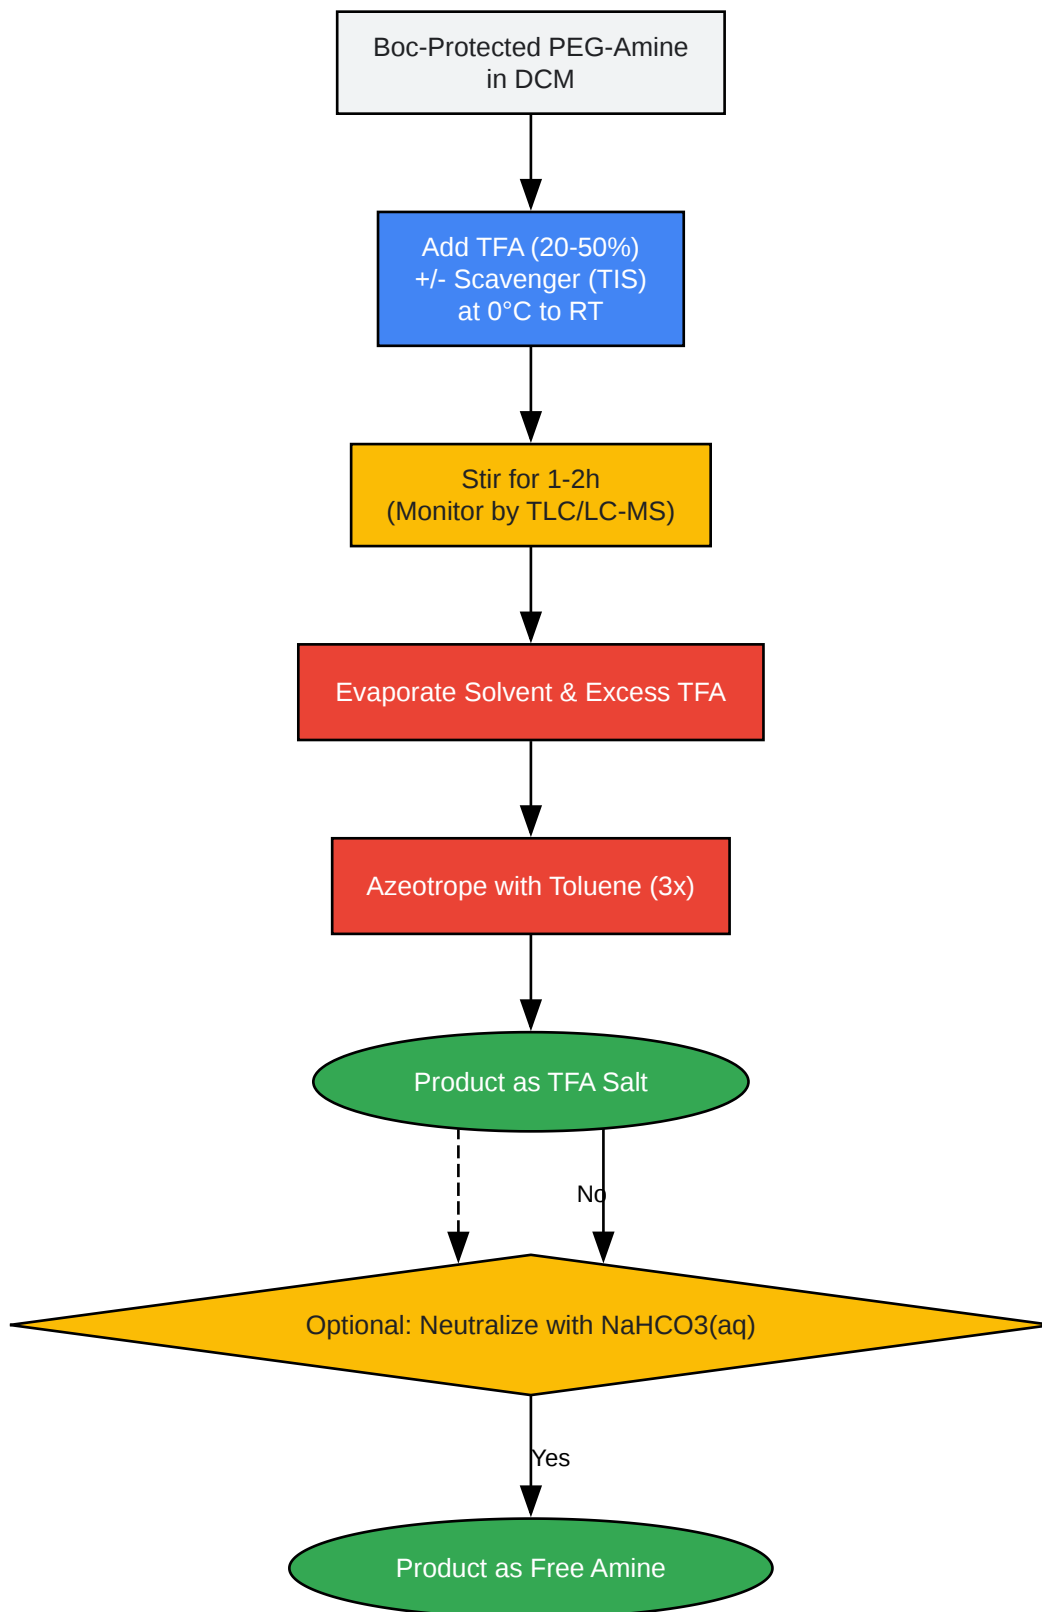 Boc-Protected PEG-Amine
in DCM
Add TFA (20-50%)
+/- Scavenger (TIS)
at 0°C to RT
Stir for 1-2h
(Monitor by TLC/LC-MS)
Evaporate Solvent & Excess TFA
Azeotrope with Toluene (3x)
Product as TFA Salt
No
Optional: Neutralize with NaHCO3(aq)
Yes
Product as Free Amine